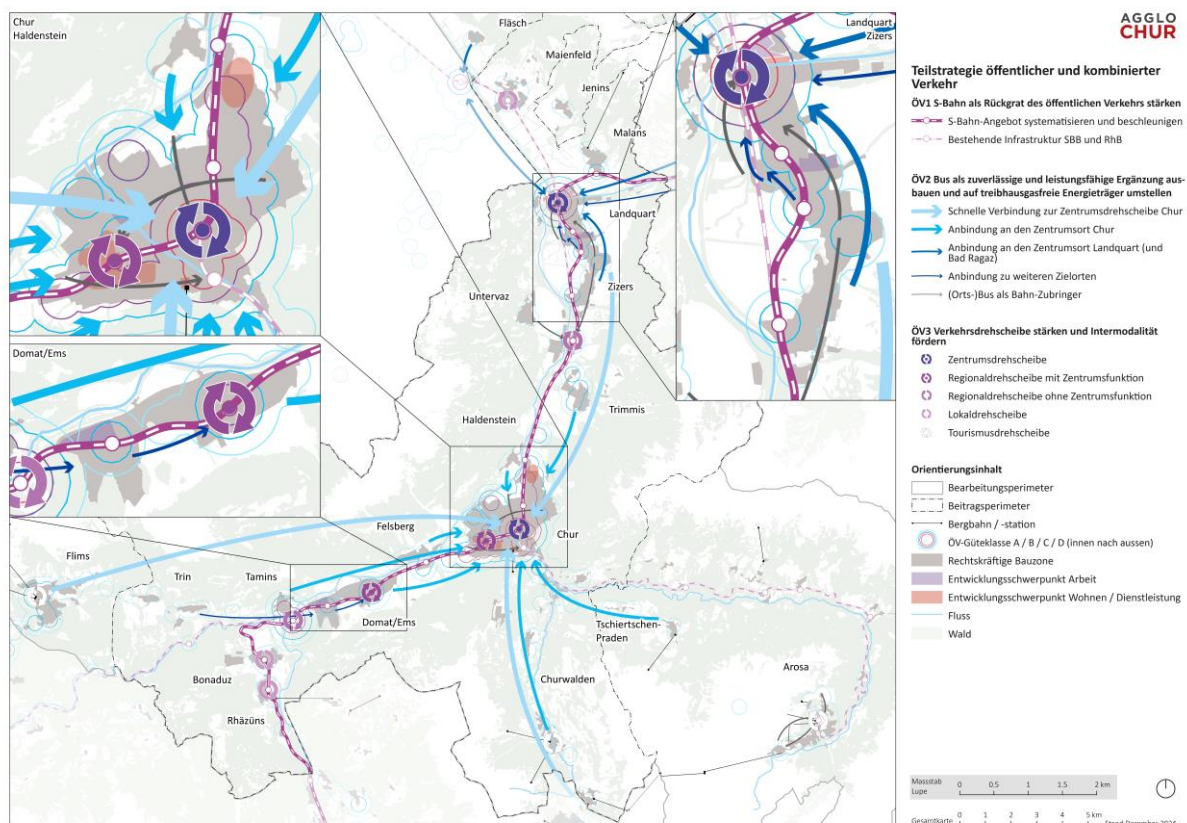 Chur
Haldenstein
Fläsch
Maienfeld
Jenins
Malans
Landquart
Zizers
Landquart
Zizers
Untervaz
Trimmis
Haldenstein
Domat/Ems
Felsberg
Chur
Flims
Trin
Tamins
Domat/Ems
Tschiertschen-
Praden
Arosa
Bonaduz
Churwalden
Rhäzüns
AGGLO
CHUR
Teilstrategie öffentlicher und kombinierter
Verkehr
ÖV1 S-Bahn als Rückgrat des öffentlichen Verkehrs stärken
S-Bahn-Angebot systematisieren und beschleunigen
Bestehende Infrastruktur SBB und RhB
ÖV2 Bus als zuverlässige und leistungsfähige Ergänzung aus-
bauen und auf treibhausgasfreie Energieträger umstellen
Schnelle Verbindung zur Zentrumsdrehscheibe Chur
Anbindung an den Zentrumsort Chur
Anbindung an den Zentrumsort Landquart (und
Bad Ragaz)
Anbindung zu weiteren Zielorten
(Orts-)Bus als Bahn-Zubringer
ÖV3 Verkehrsdrehscheibe stärken und Intermodalität
fördern
Zentrumsdrehscheibe
Regionaldrehscheibe mit Zentrumsfunktion
Regionaldrehscheibe ohne Zentrumsfunktion
Lokaldrehscheibe
Tourismusdrehscheibe
Orientierungsinhalt
Bearbeitungsperimeter
Beitragsperimeter
Bergbahn / -station
ÖV-Güteklasse A / B / C / D (innen nach aussen)
Rechtskräftige Bauzone
Entwicklungsschwerpunkt Arbeit
Entwicklungsschwerpunkt Wohnen / Dienstleistung
Fluss
Wald
Massstab
Lupe
0 0.5 1 1.5 2 km
Gesamtkarte 0 1 2 3 4 5 km Stand Dezember 2024